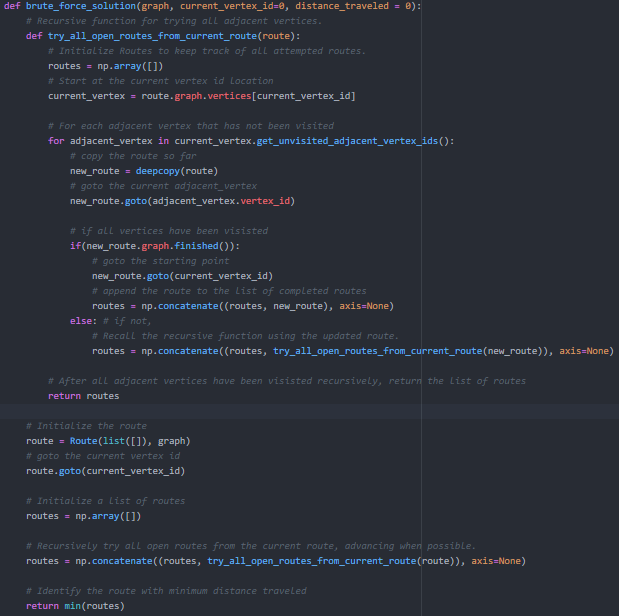 def brute_force_solution(graph, current_vertex_id=0, distance_traveled = 0):
    # Recursive function for trying all adjacent vertices.
    def try_all_open_routes_from_current_route(route):
        # Initialize Routes to keep track of all attempted routes.
        routes = np.array([])
        # Start at the current vertex id location
        current_vertex = route.graph.vertices[current_vertex_id]

        # For each adjacent vertex that has not been visited
        for adjacent_vertex in current_vertex.get_unvisited_adjacent_vertex_ids():
            # copy the route so far
            new_route = deepcopy(route)
            # goto the current adjacent_vertex
            new_route.goto(adjacent_vertex.vertex_id)

            # if all vertices have been visisted
            if(new_route.graph.finished()):
                # goto the starting point
                new_route.goto(current_vertex_id)
                # append the route to the list of completed routes
                routes = np.concatenate((routes, new_route), axis=None)
            else: # if not,
                # Recall the recursive function using the updated route.
                routes = np.concatenate((routes, try_all_open_routes_from_current_route(new_route)), axis=None)

        # After all adjacent vertices have been visisted recursively, return the list of routes
        return routes

    # Initialize the route
    route = Route(list([]), graph)
    # goto the current vertex id
    route.goto(current_vertex_id)

    # Initialize a list of routes
    routes = np.array([])

    # Recursively try all open routes from the current route, advancing when possible.
    routes = np.concatenate((routes, try_all_open_routes_from_current_route(route)), axis=None)

    # Identify the route with minimum distance traveled
    return min(routes)